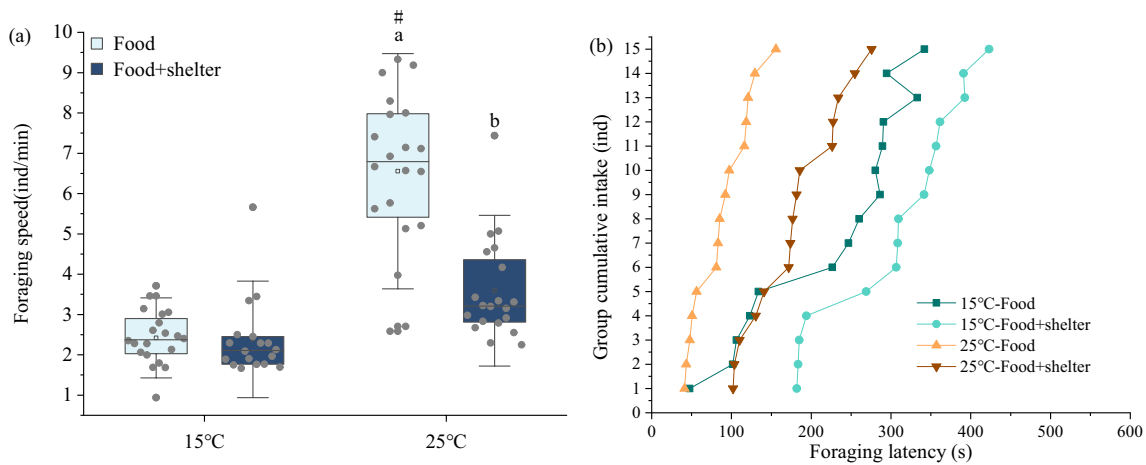 (a)
Food
Food+shelter
#
a
b
10
9
8
7
6
5
4
3
2
1
Foraging speed(ind/min)
15℃
25℃
(b)
15
14
13
12
11
10
9
8
7
6
5
4
3
2
1
0
Group cumulative intake (ind)
15℃-Food
15℃-Food+shelter
25℃-Food
25℃-Food+shelter
0 100 200 300 400 500 600
Foraging latency (s)